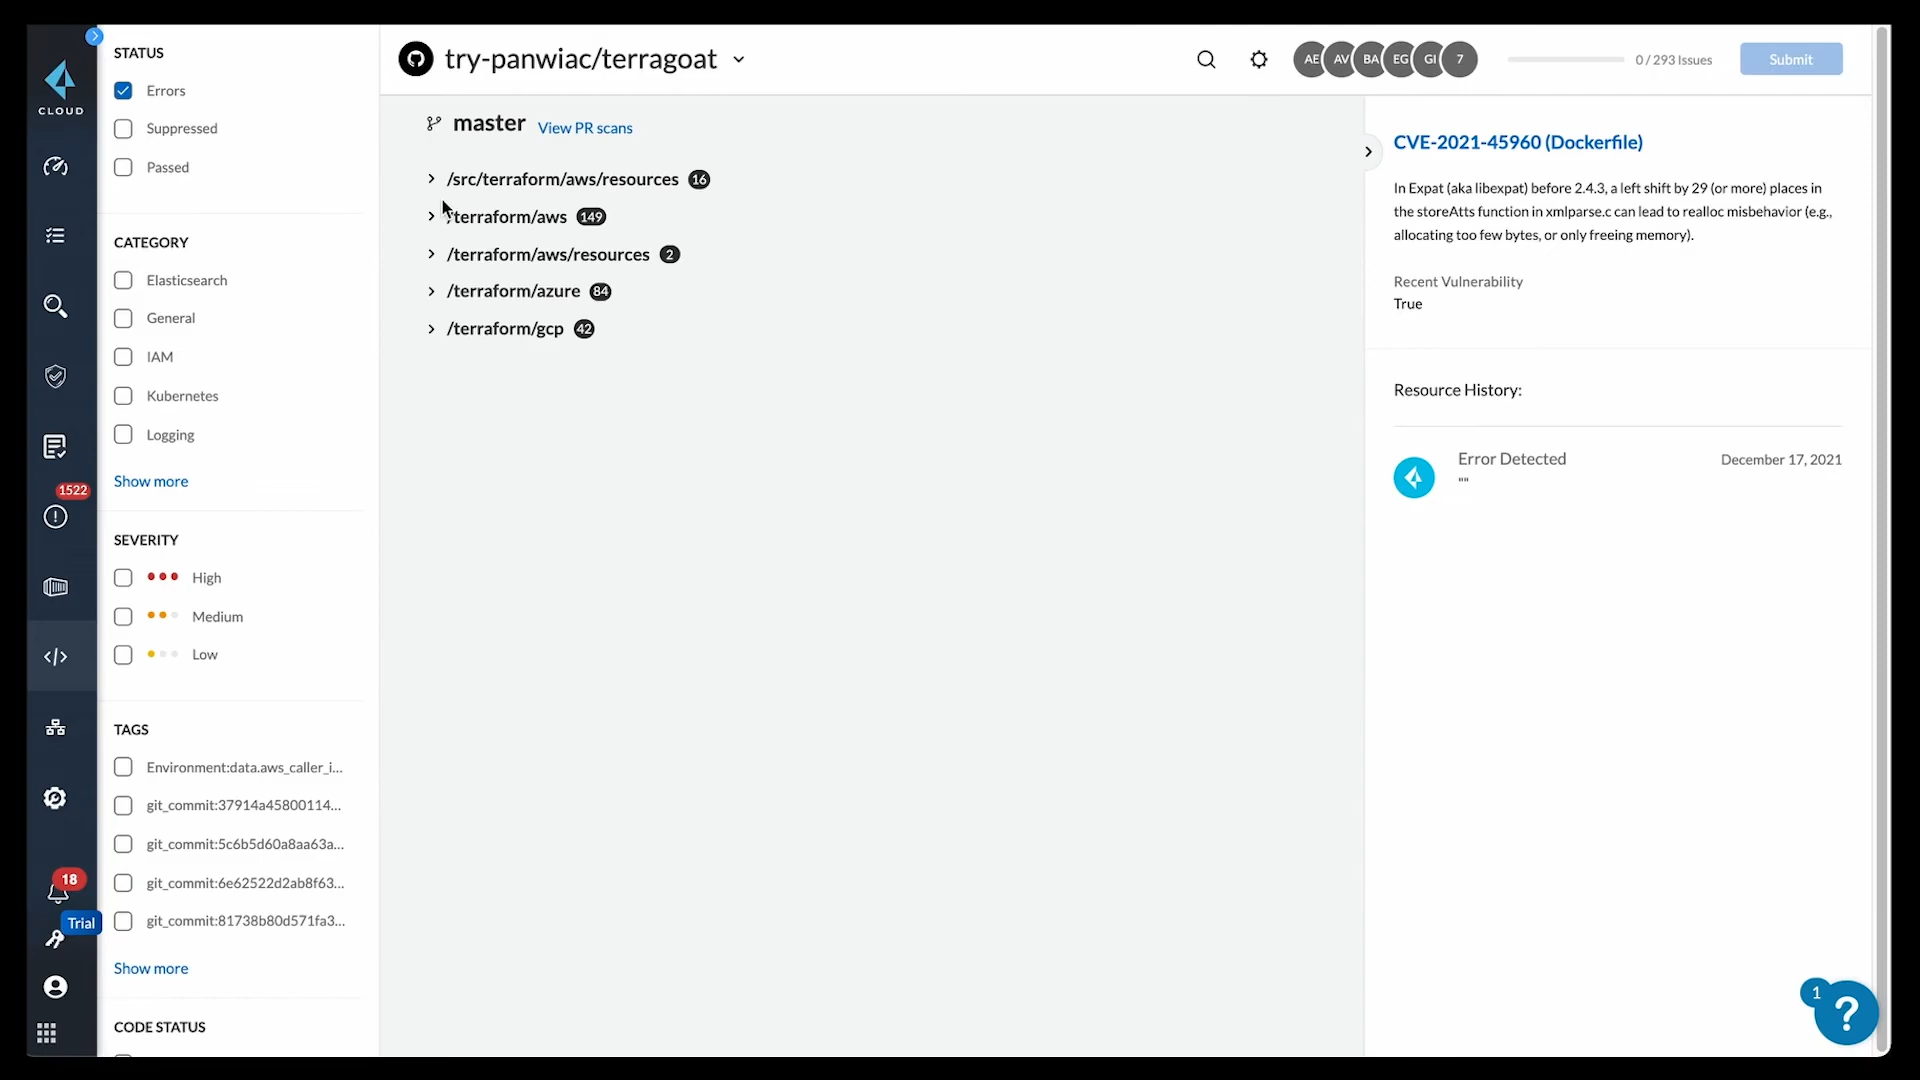 CLOUD
1522
18
Trial
STATUS
Errors
Suppressed
Passed
CATEGORY
Elasticsearch
General
IAM
Kubernetes
Logging
Show more
SEVERITY
High
Medium
Low
TAGS
Environment:data.aws_caller_i...
git_commit:37914a45800114...
git_commit:5c6b5d60a8aa63a...
git_commit:6e62522d2ab8f63...
git_commit:81738b80d571fa3...
Show more
CODE STATUS
try-panwiac/terragoat
AE AV BA EG GI 7
0 / 293 Issues
Submit
master View PR scans
/src/terraform/aws/resources 16
/terraform/aws 149
/terraform/aws/resources 2
/terraform/azure 84
/terraform/gcp 42
CVE-2021-45960 (Dockerfile)
In Expat (aka libexpat) before 2.4.3, a left shift by 29 (or more) places in
the storeAtts function in xmlparse.c can lead to realloc misbehavior (e.g.,
allocating too few bytes, or only freeing memory).
Recent Vulnerability
True
Resource History:
Error Detected December 17, 2021
""
1
?